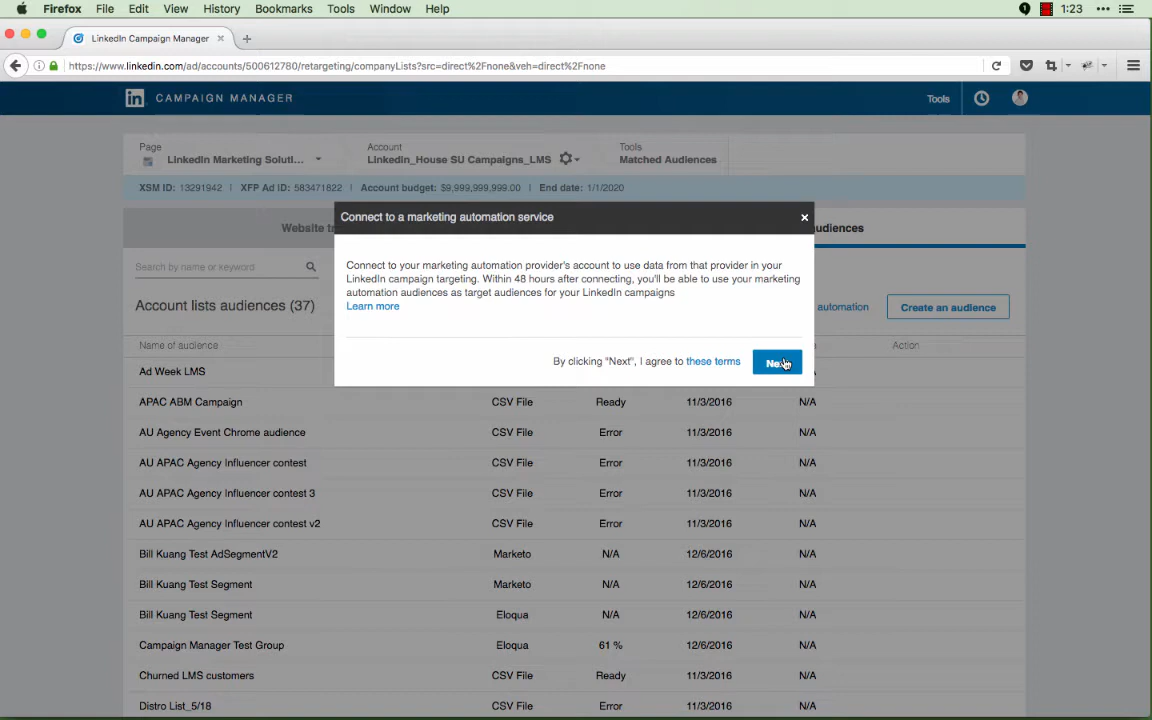 Firefox File Edit View History Bookmarks Tools Window Help 1:23
LinkedIn Campaign Manager
https://www.linkedin.com/ad/accounts/500612780/retargeting/companyLists?src=direct%2Fnone&veh=direct%2Fnone
in CAMPAIGN MANAGER Tools
Page Account Tools
LinkedIn Marketing Soluti... Linkedin_House SU Campaigns_LMS Matched Audiences
XSM ID: 13291942 | XFP Ad ID: 583471822 | Account budget: $9,999,999,999.00 | End date: 1/1/2020
Connect to a marketing automation service
Website udiences
Connect to your marketing automation provider's account to use data from that provider in your
LinkedIn campaign targeting. Within 48 hours after connecting, you'll be able to use your marketing
automation audiences as target audiences for your LinkedIn campaigns
Learn more
Search by name or keyword
Account lists audiences (37) automation Create an audience
Name of audience Action
By clicking "Next", I agree to these terms
Ad Week LMS
APAC ABM Campaign CSV File Ready 11/3/2016 N/A
AU Agency Event Chrome audience CSV File Error 11/3/2016 N/A
AU APAC Agency Influencer contest CSV File Error 11/3/2016 N/A
AU APAC Agency Influencer contest 3 CSV File Error 11/3/2016 N/A
AU APAC Agency Influencer contest v2 CSV File Error 11/3/2016 N/A
Bill Kuang Test AdSegmentV2 Marketo N/A 12/6/2016 N/A
Bill Kuang Test Segment Marketo N/A 12/6/2016 N/A
Bill Kuang Test Segment Eloqua N/A 12/6/2016 N/A
Campaign Manager Test Group Eloqua 61 % 12/6/2016 N/A
Churned LMS customers CSV File Ready 11/3/2016 N/A
Distro List_5/18 CSV File Error 11/3/2016 N/A